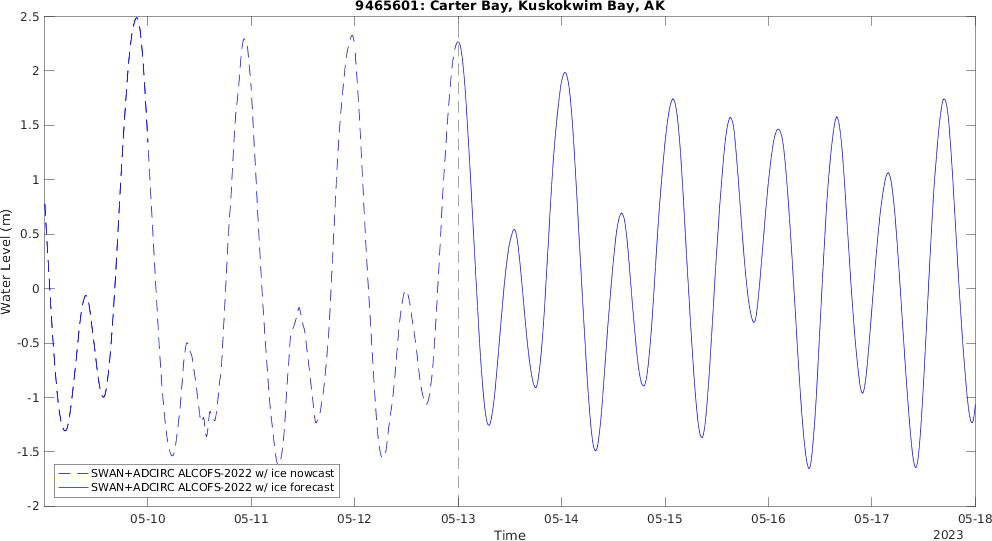 9465601: Carter Bay, Kuskokwim Bay, AK
2.5
2
1.5
1
0.5
0
-0.5
-1
-1.5
-2
Water Level (m)
SWAN+ADCIRC ALCOFS-2022 w/ ice nowcast
SWAN+ADCIRC ALCOFS-2022 w/ ice forecast
05-10 05-11 05-12 05-13 05-14 05-15 05-16 05-17 05-18
Time
2023